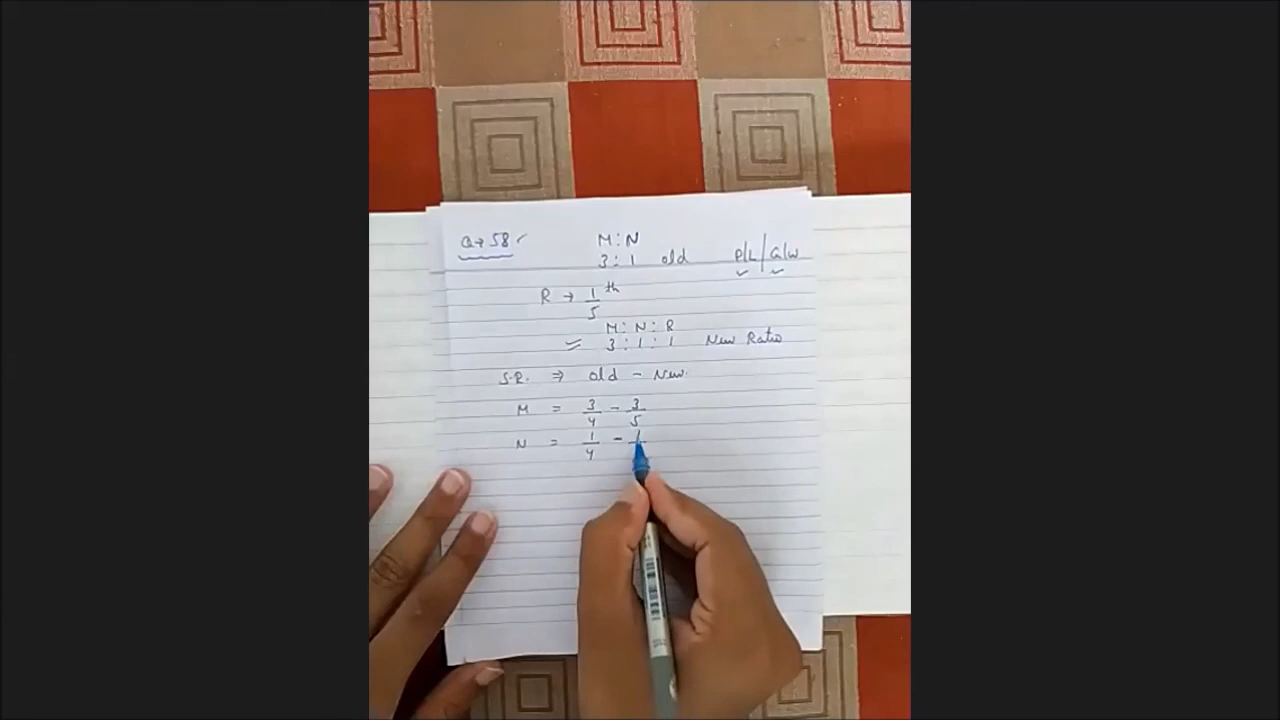 Q→58
M:N
3:1 old P/L/G/W
R → 1/5 th
M:N:R
= 3:1:1 New Ratio
S.R. ⇒ old - New.
M = 3/4 - 3/5
N = 1/4 - 1